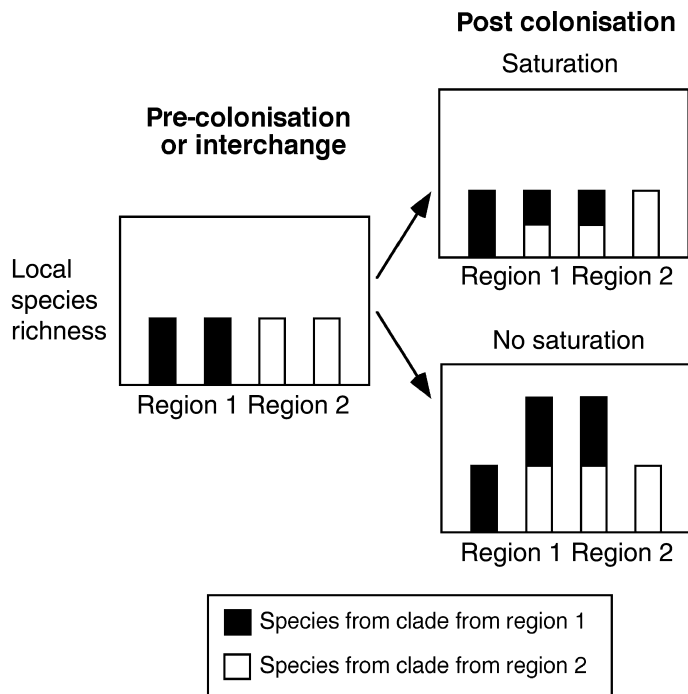 Post colonisation
Saturation
Pre-colonisation
or interchange
Region 1 Region 2
Local
species
richness
Region 1 Region 2
No saturation
Region 1 Region 2
Species from clade from region 1
Species from clade from region 2